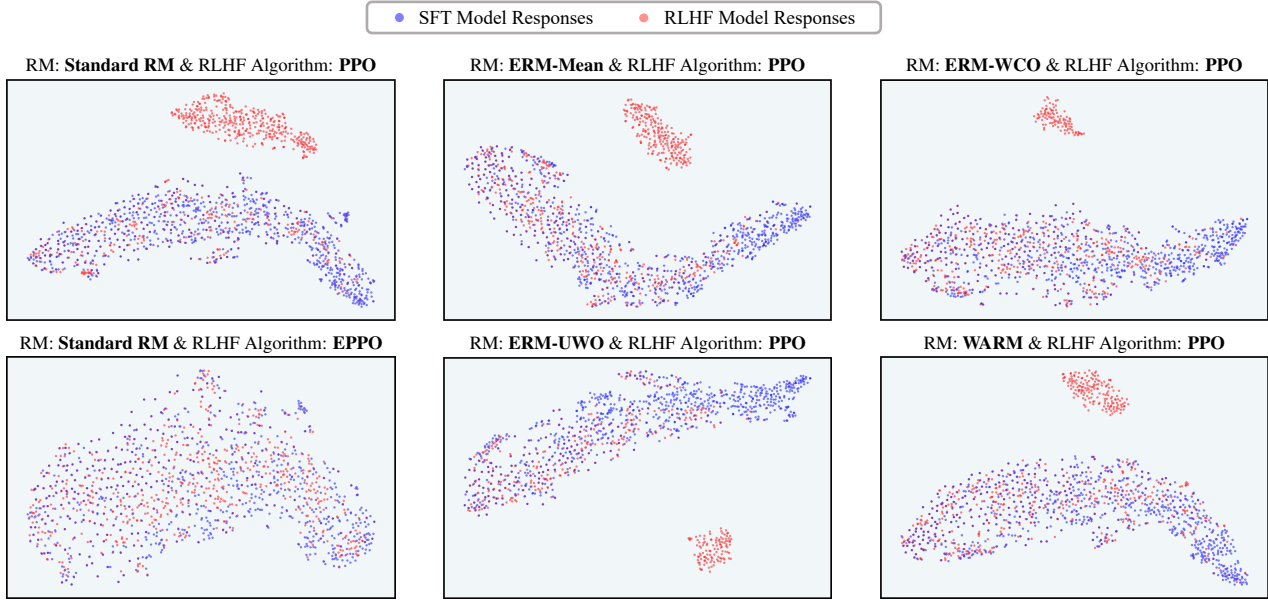 SFT Model Responses RLHF Model Responses
RM: Standard RM & RLHF Algorithm: PPO
RM: ERM-Mean & RLHF Algorithm: PPO
RM: ERM-WCO & RLHF Algorithm: PPO
RM: Standard RM & RLHF Algorithm: EPPO
RM: ERM-UWO & RLHF Algorithm: PPO
RM: WARM & RLHF Algorithm: PPO